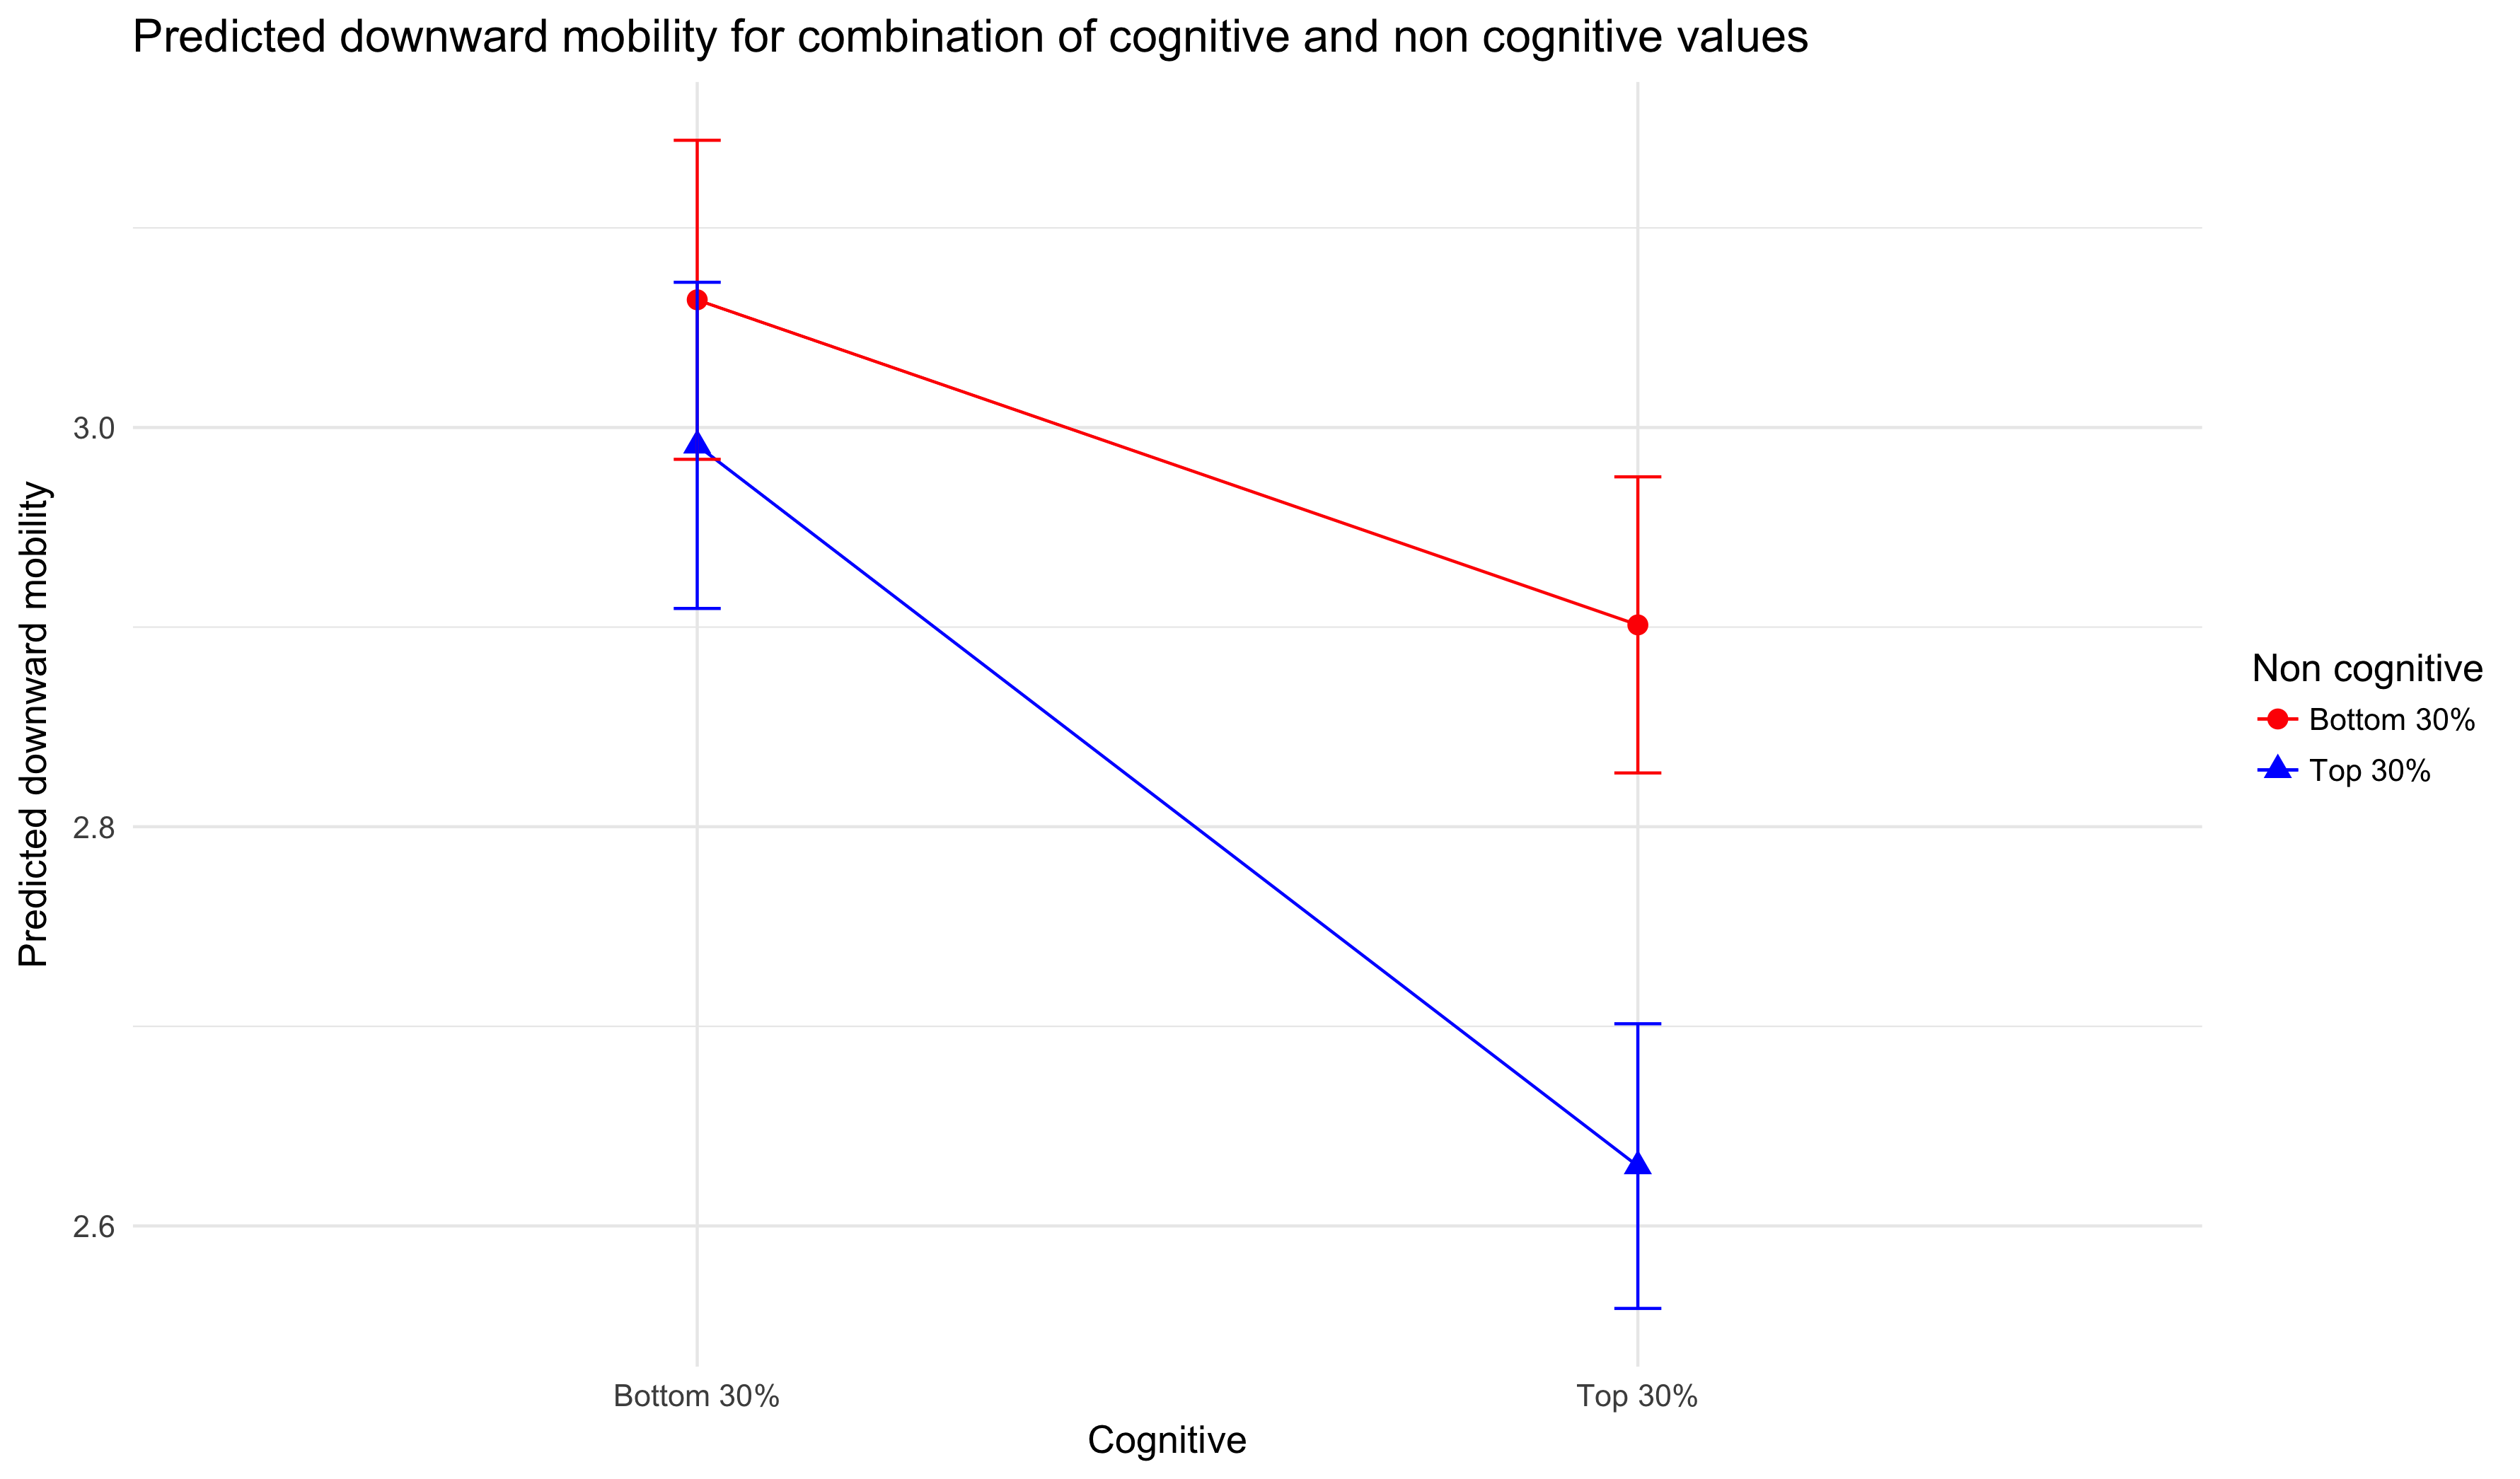 Predicted downward mobility for combination of cognitive and non cognitive values
Predicted downward mobility
3.0
2.8
2.6
Bottom 30%
Top 30%
Cognitive
Non cognitive
Bottom 30%
Top 30%